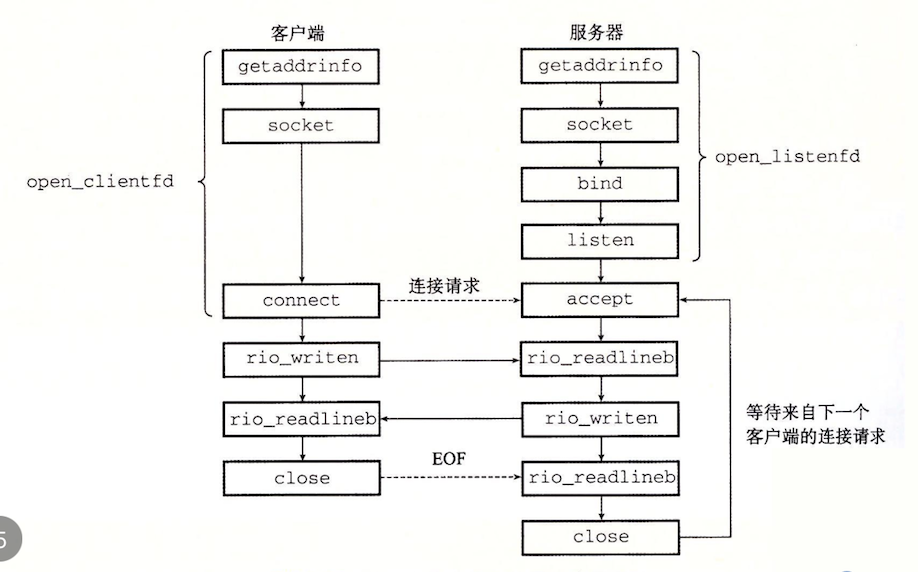 客户端
服务器
getaddrinfo
getaddrinfo
socket
socket
open_clientfd
open_listenfd
bind
listen
connect
连接请求
accept
rio_writen
rio_readlineb
rio_readlineb
rio_writen
等待来自下一个
客户端的连接请求
close
EOF
rio_readlineb
close
5